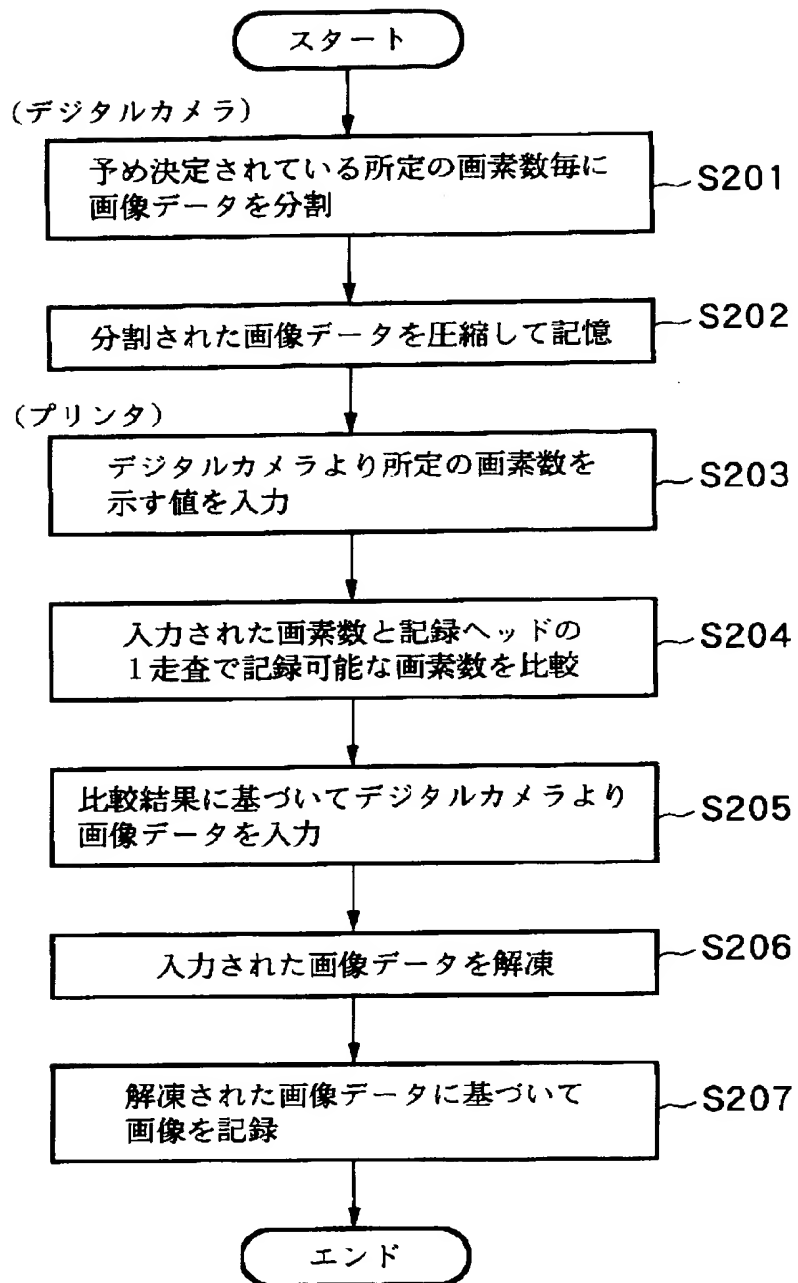 スタート
(デジタルカメラ)
予め決定されている所定の画素数毎に
画像データを分割
S201
分割された画像データを圧縮して記憶
S202
(プリンタ)
デジタルカメラより所定の画素数を
示す値を入力
S203
入力された画素数と記録ヘッドの
1走査で記録可能な画素数を比較
S204
比較結果に基づいてデジタルカメラより
画像データを入力
S205
入力された画像データを解凍
S206
解凍された画像データに基づいて
画像を記録
S207
エンド